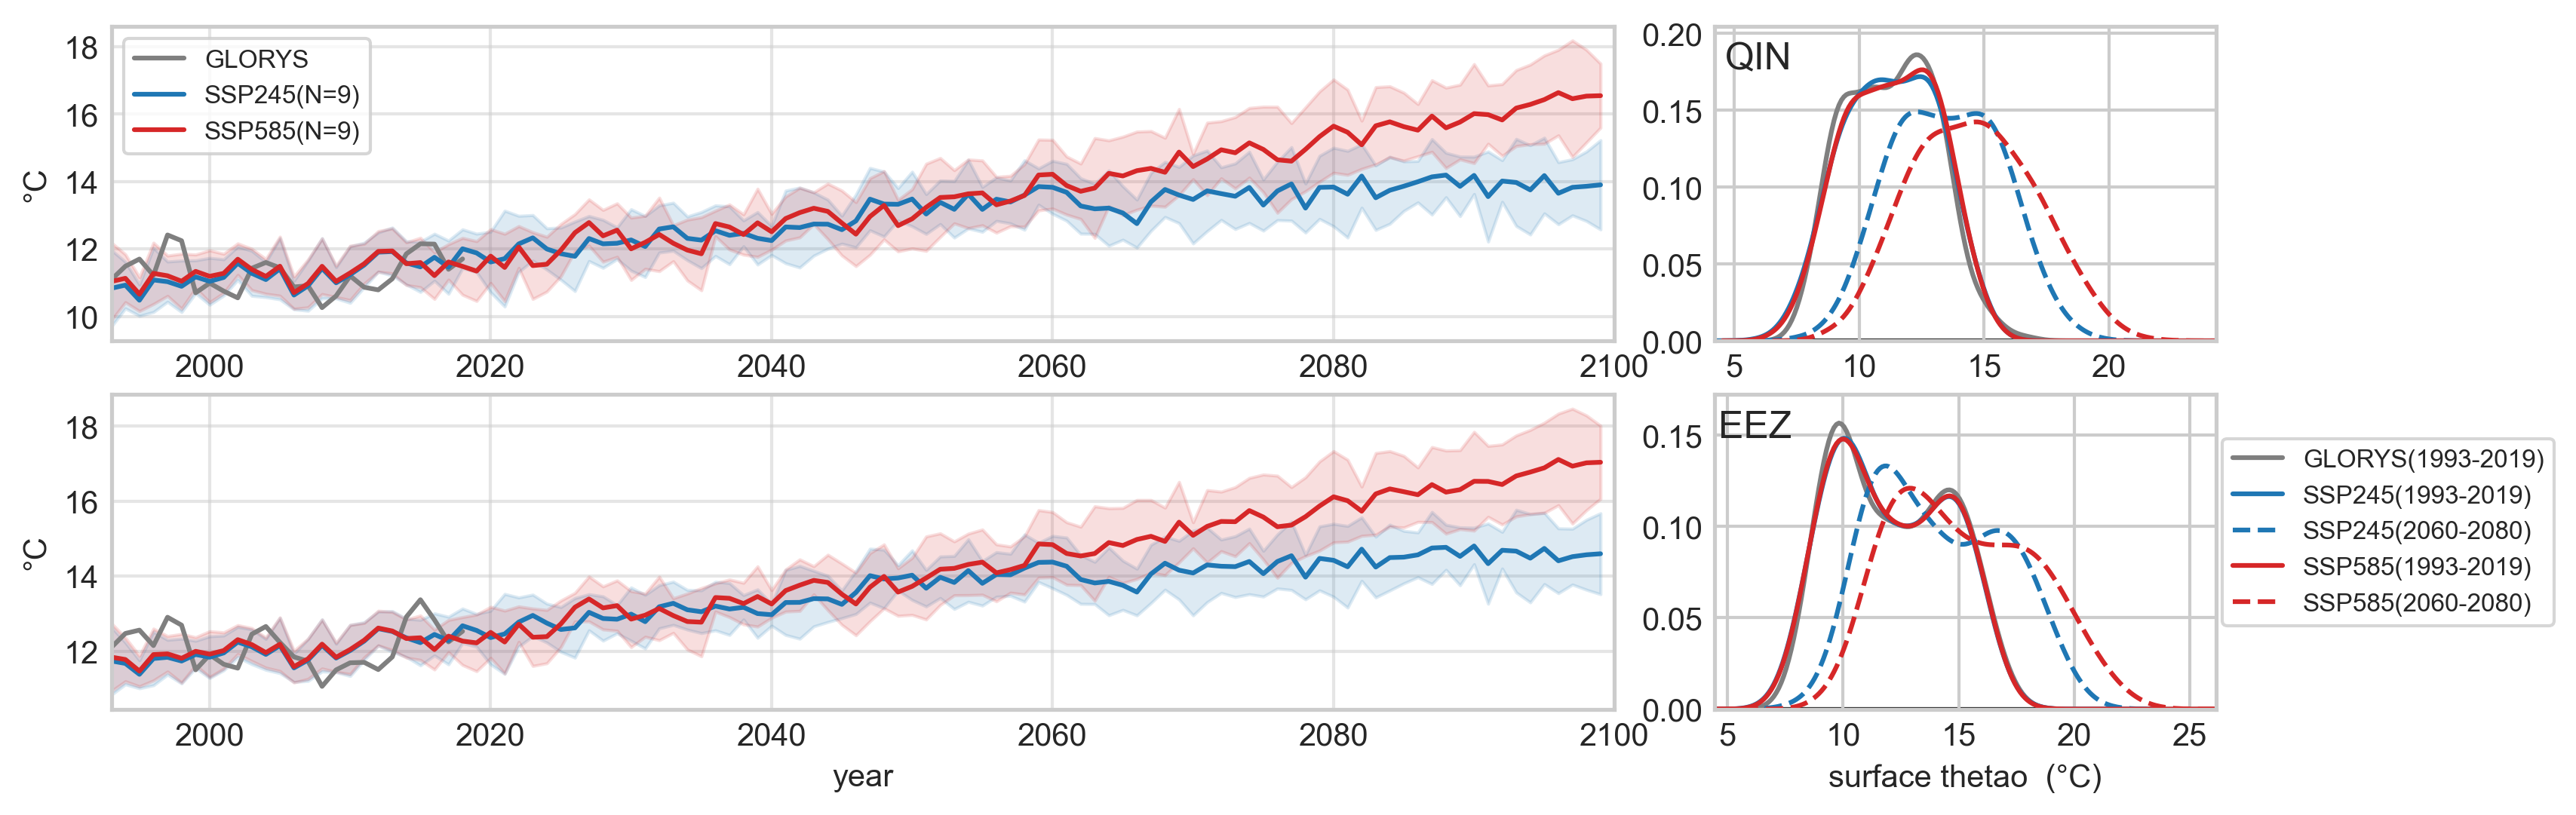 18
16
14
12
10
°C
GLORYS
SSP245(N=9)
SSP585(N=9)
2000
2020
2040
2060
2080
2100
0.20
0.15
0.10
0.05
0.00
QIN
5
10
15
20
18
16
14
12
°C
2000
2020
2040
2060
2080
2100
year
0.15
0.10
0.05
0.00
EEZ
5
10
15
20
25
surface thetao (°C)
GLORYS(1993-2019)
SSP245(1993-2019)
SSP245(2060-2080)
SSP585(1993-2019)
SSP585(2060-2080)